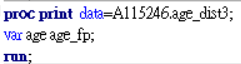 proc print data=A115246.age_dist3;
var age age_fp;
run;